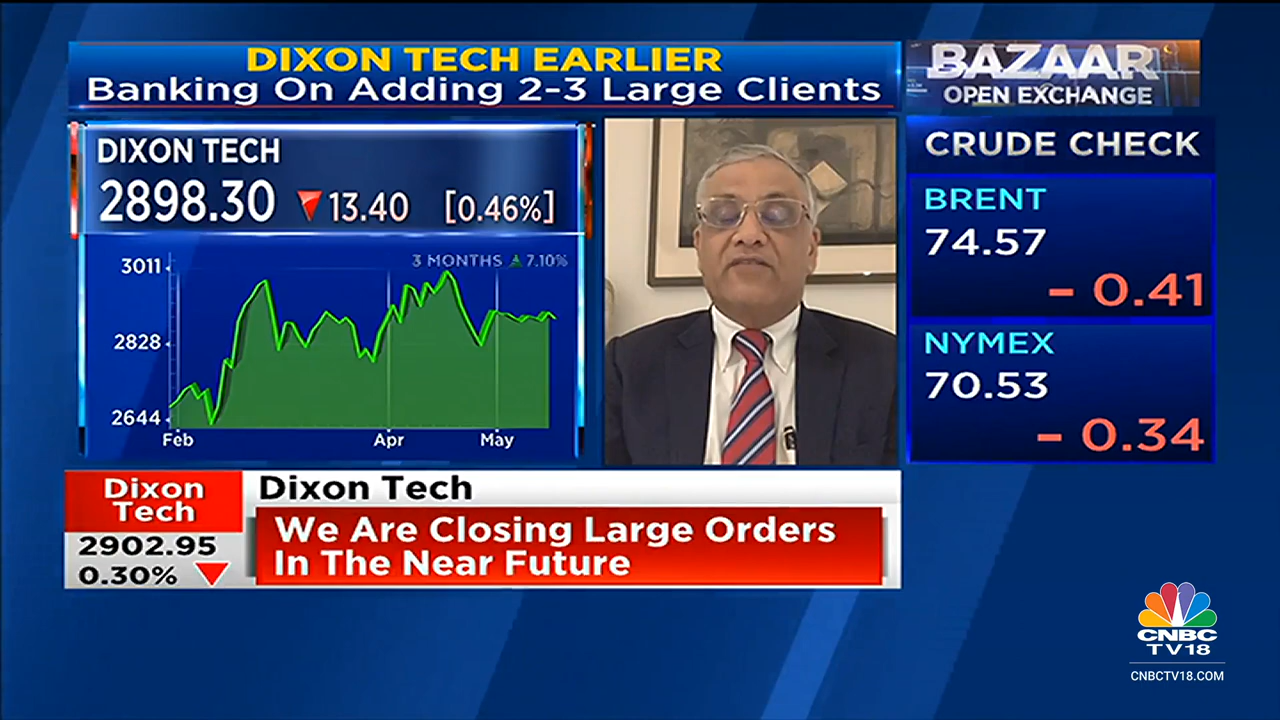 DIXON TECH EARLIER
Banking On Adding 2-3 Large Clients
BAZAAR
OPEN EXCHANGE
DIXON TECH
2898.30 ▼ 13.40 [0.46%]
3 MONTHS ▲ 7.10%
3011
2828
2644
Feb Apr May
CRUDE CHECK
BRENT
74.57
- 0.41
NYMEX
70.53
- 0.34
Dixon
Tech
2902.95
0.30% ▼
Dixon Tech
We Are Closing Large Orders
In The Near Future
CNBC
TV18
CNBCTV18.COM